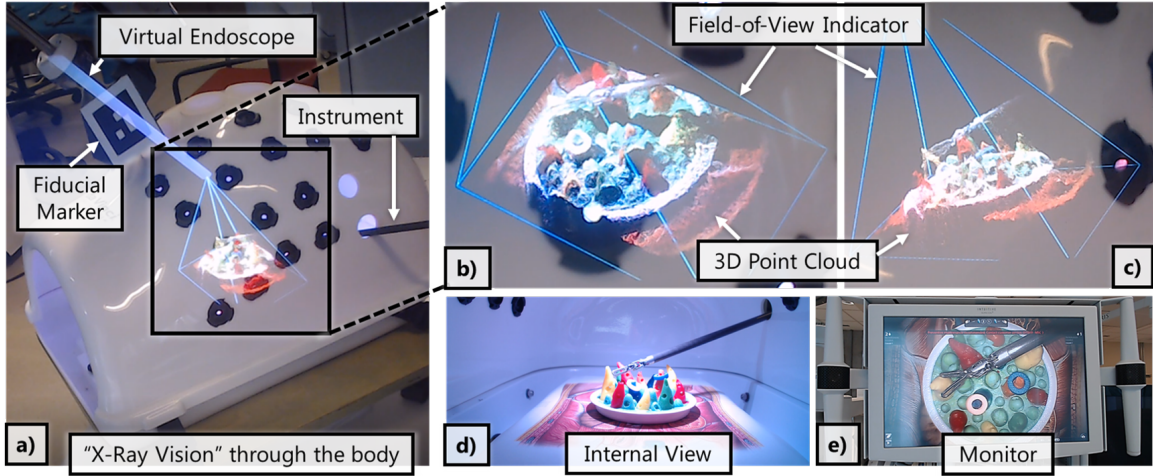 Virtual Endoscope
Instrument
Fiducial
Marker
a)
"X-Ray Vision" through the body
Field-of-View Indicator
3D Point Cloud
b)
c)
d)
Internal View
e)
Monitor